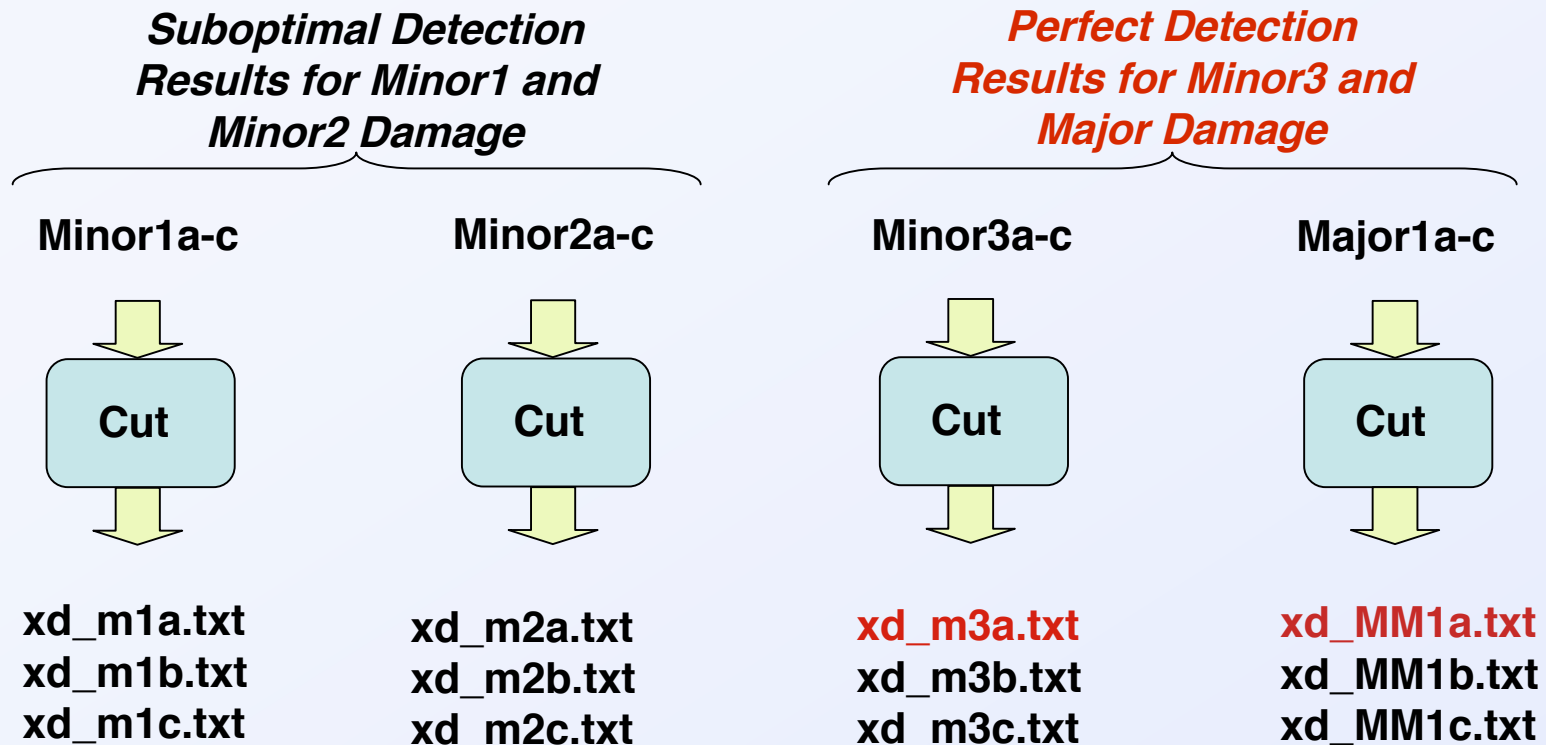 Suboptimal Detection
Results for Minor1 and
Minor2 Damage
Perfect Detection
Results for Minor3 and
Major Damage
Minor1a-c
Minor2a-c
Minor3a-c
Major1a-c
Cut
Cut
Cut
Cut
xd_m1a.txt
xd_m1b.txt
xd_m1c.txt
xd_m2a.txt
xd_m2b.txt
xd_m2c.txt
xd_m3a.txt
xd_m3b.txt
xd_m3c.txt
xd_MM1a.txt
xd_MM1b.txt
xd_MM1c.txt